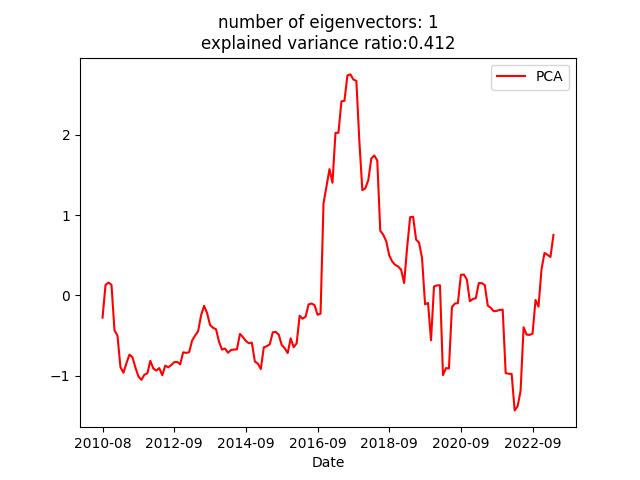 number of eigenvectors: 1
explained variance ratio:0.412
PCA
2
1
0
−1
2010-08 2012-09 2014-09 2016-09 2018-09 2020-09 2022-09
Date